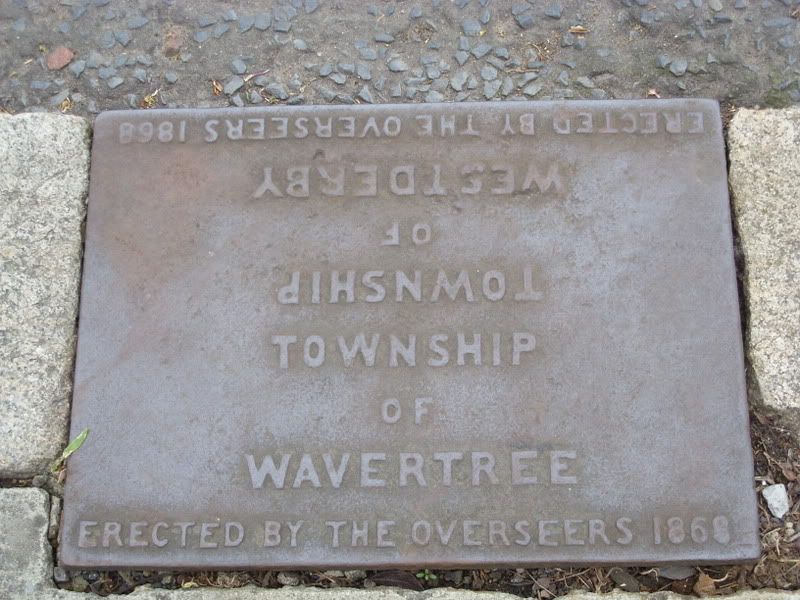 ERECTED BY THE OVERSEERS 1868
WESTDERBY
OF
TOWNSHIP
TOWNSHIP
OF
WAVERTREE
ERECTED BY THE OVERSEERS 1868